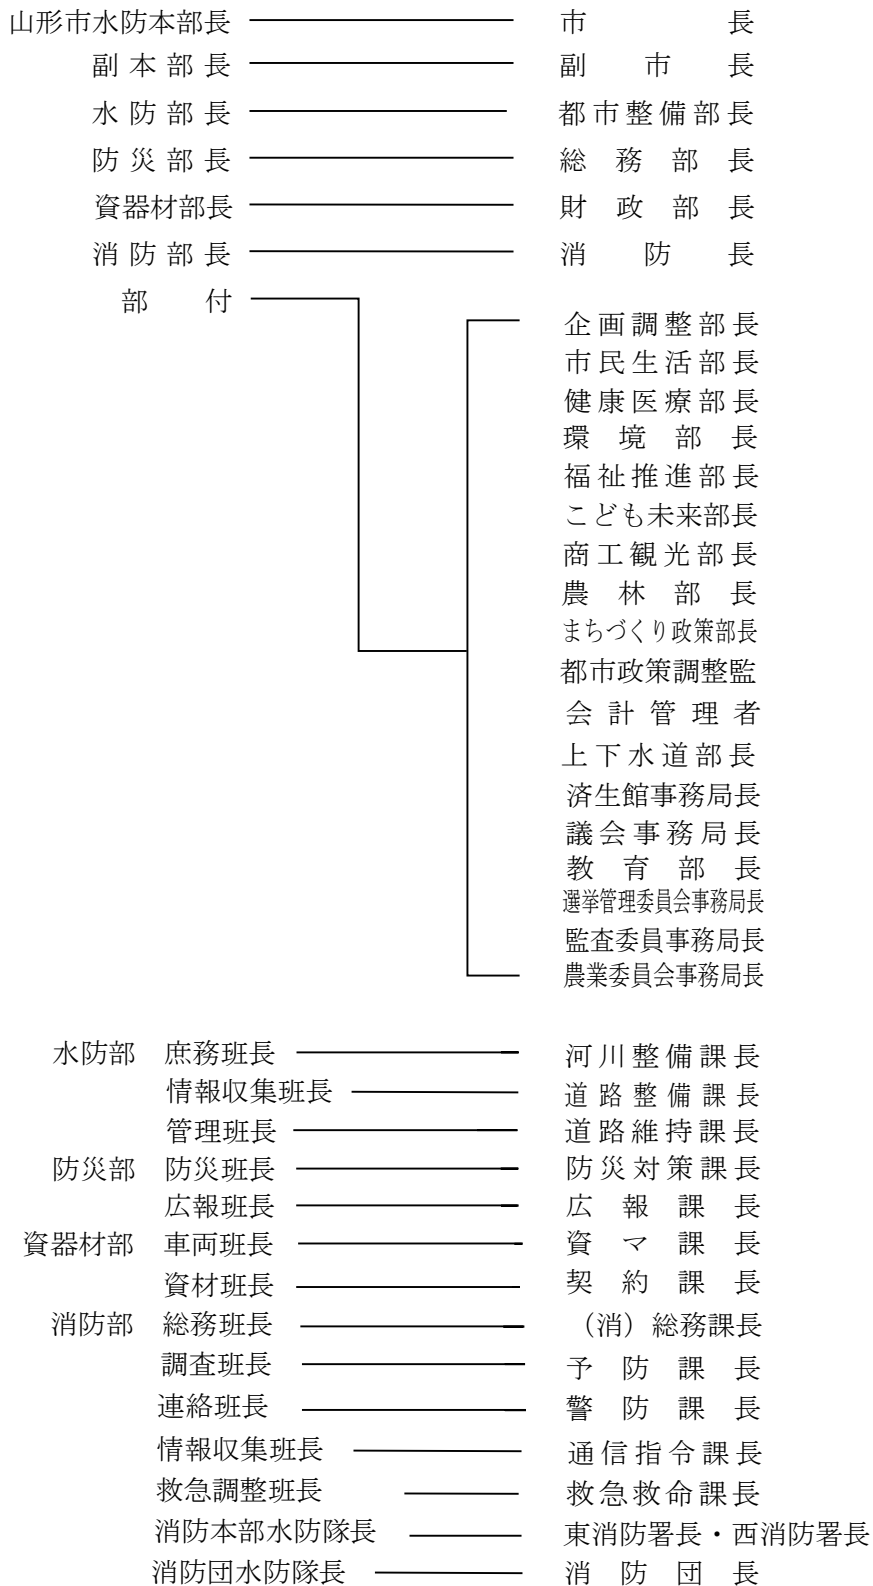 山形市水防本部長 市長
副本部長 副市長
水防部長 都市整備部長
防災部長 総務部長
資器材部長 財政部長
消防部長 消防長
部付
企画調整部長
市民生活部長
健康医療部長
環境部長
福祉推進部長
こども未来部長
商工観光部長
農林部長
まちづくり政策部長
都市政策調整監
会計管理者
上下水道部長
済生館事務局長
議会事務局長
教育部長
選挙管理委員会事務局長
監査委員事務局長
農業委員会事務局長
水防部 庶務班長 河川整備課長
情報収集班長 道路整備課長
管理班長 道路維持課長
防災部 防災班長 防災対策課長
広報班長 広報課長
資器材部 車両班長 資マ課長
資材班長 契約課長
消防部 総務班長 （消）総務課長
調査班長 予防課長
連絡班長 警防課長
情報収集班長 通信指令課長
救急調整班長 救急救命課長
消防本部水防隊長 東消防署長・西消防署長
消防団水防隊長 消防団長